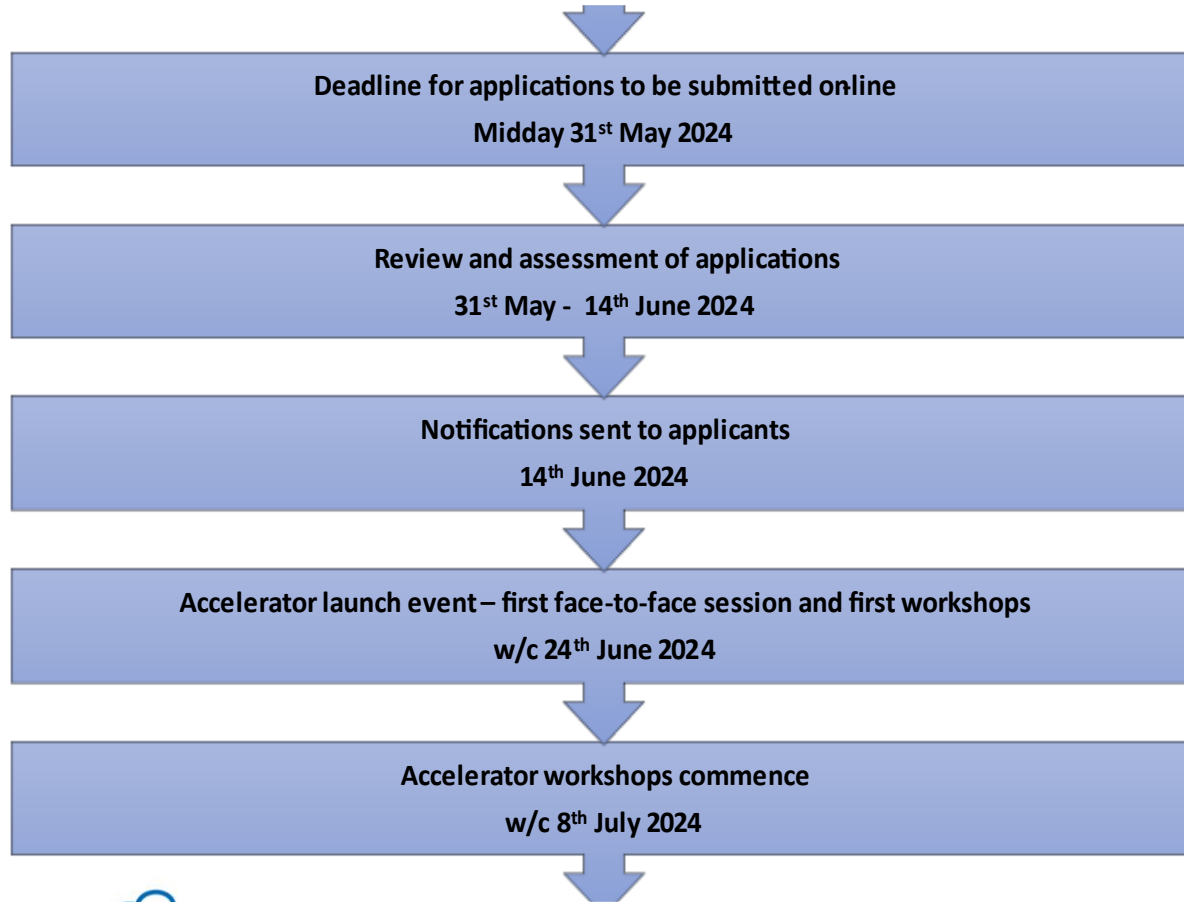 Deadline for applications to be submitted on-line
Midday 31st May 2024
Review and assessment of applications
31st May - 14th June 2024
Notifications sent to applicants
14th June 2024
Accelerator launch event – first face-to-face session and first workshops
w/c 24th June 2024
Accelerator workshops commence
w/c 8th July 2024